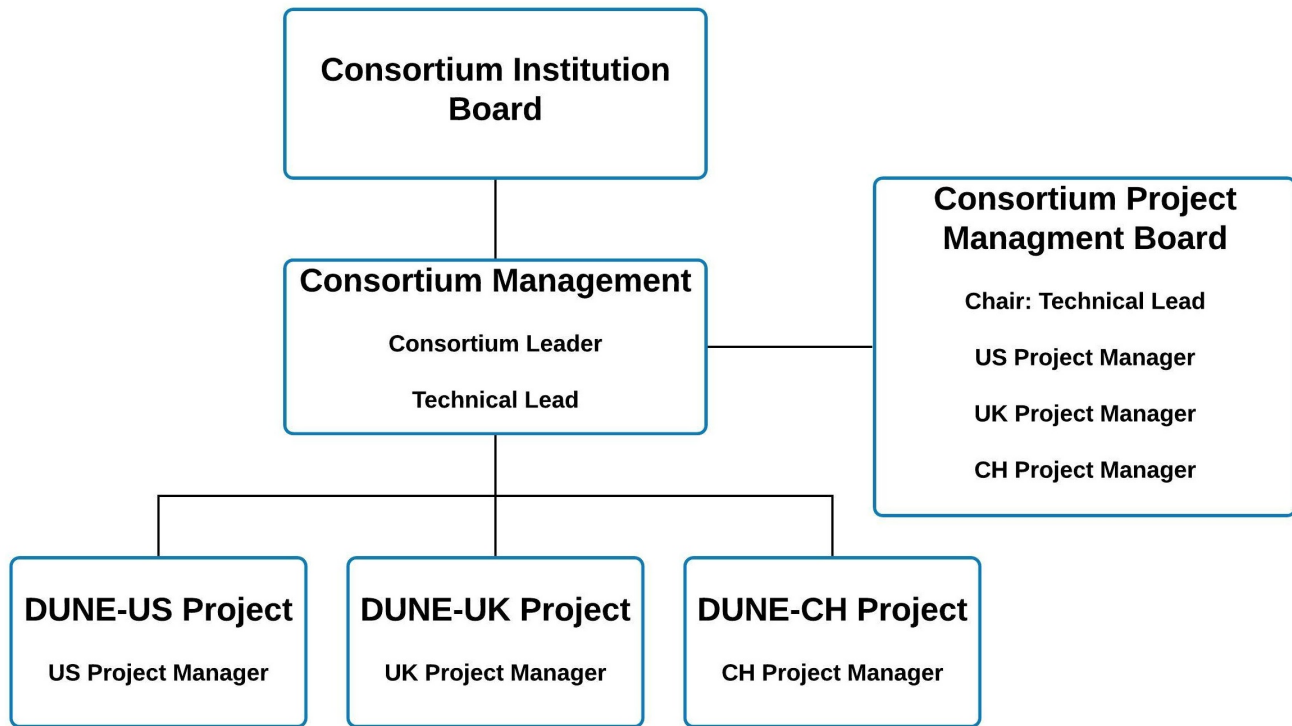 Consortium Institution
Board
Consortium Management
Consortium Leader
Technical Lead
Consortium Project
Managment Board
Chair: Technical Lead
US Project Manager
UK Project Manager
CH Project Manager
DUNE-US Project
US Project Manager
DUNE-UK Project
UK Project Manager
DUNE-CH Project
CH Project Manager